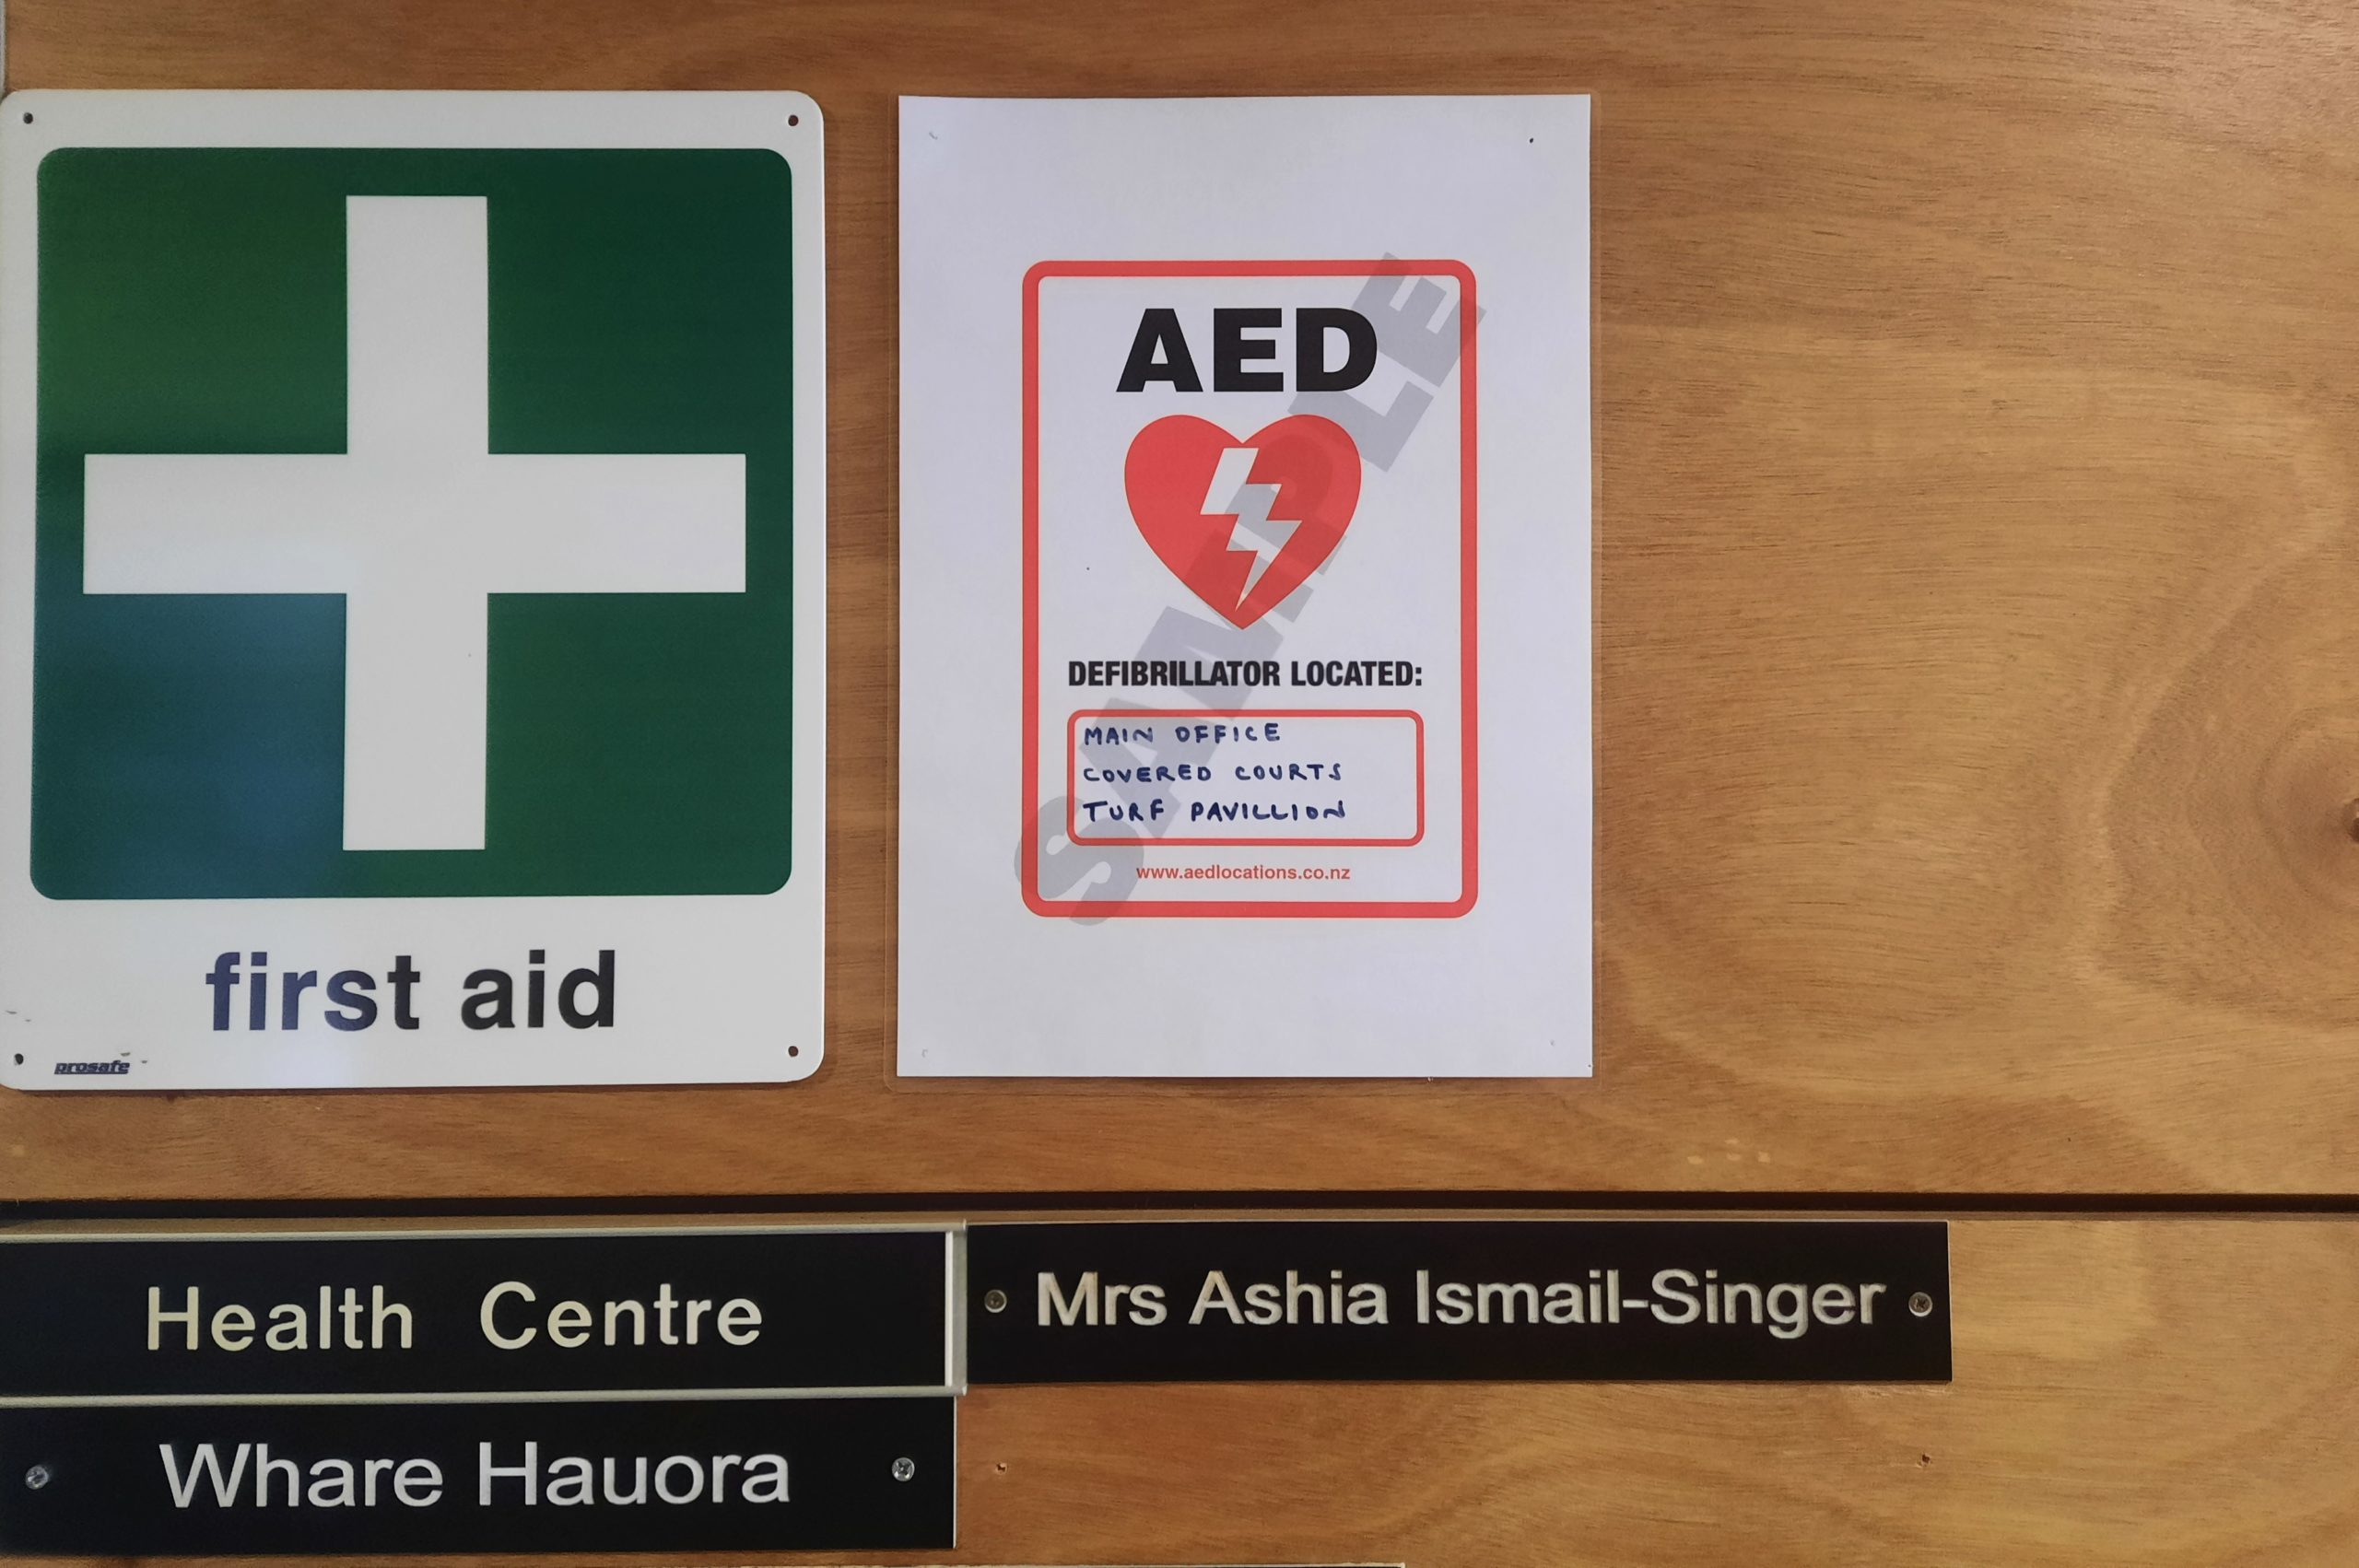 first aid
prosafe
AED
SAMPLE
DEFIBRILLATOR LOCATED:
MAIN OFFICE
COVERED COURTS
TURF PAVILLION
www.aedlocations.co.nz
Health Centre
Mrs Ashia Ismail-Singer
Whare Hauora